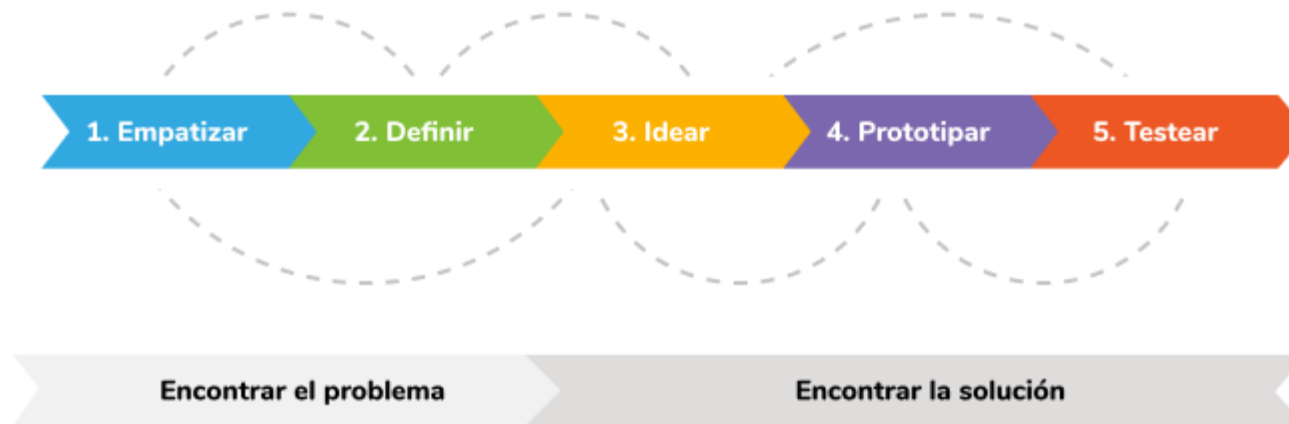 1. Empatizar
2. Definir
3. Idear
4. Prototipar
5. Testear
Encontrar el problema
Encontrar la solución